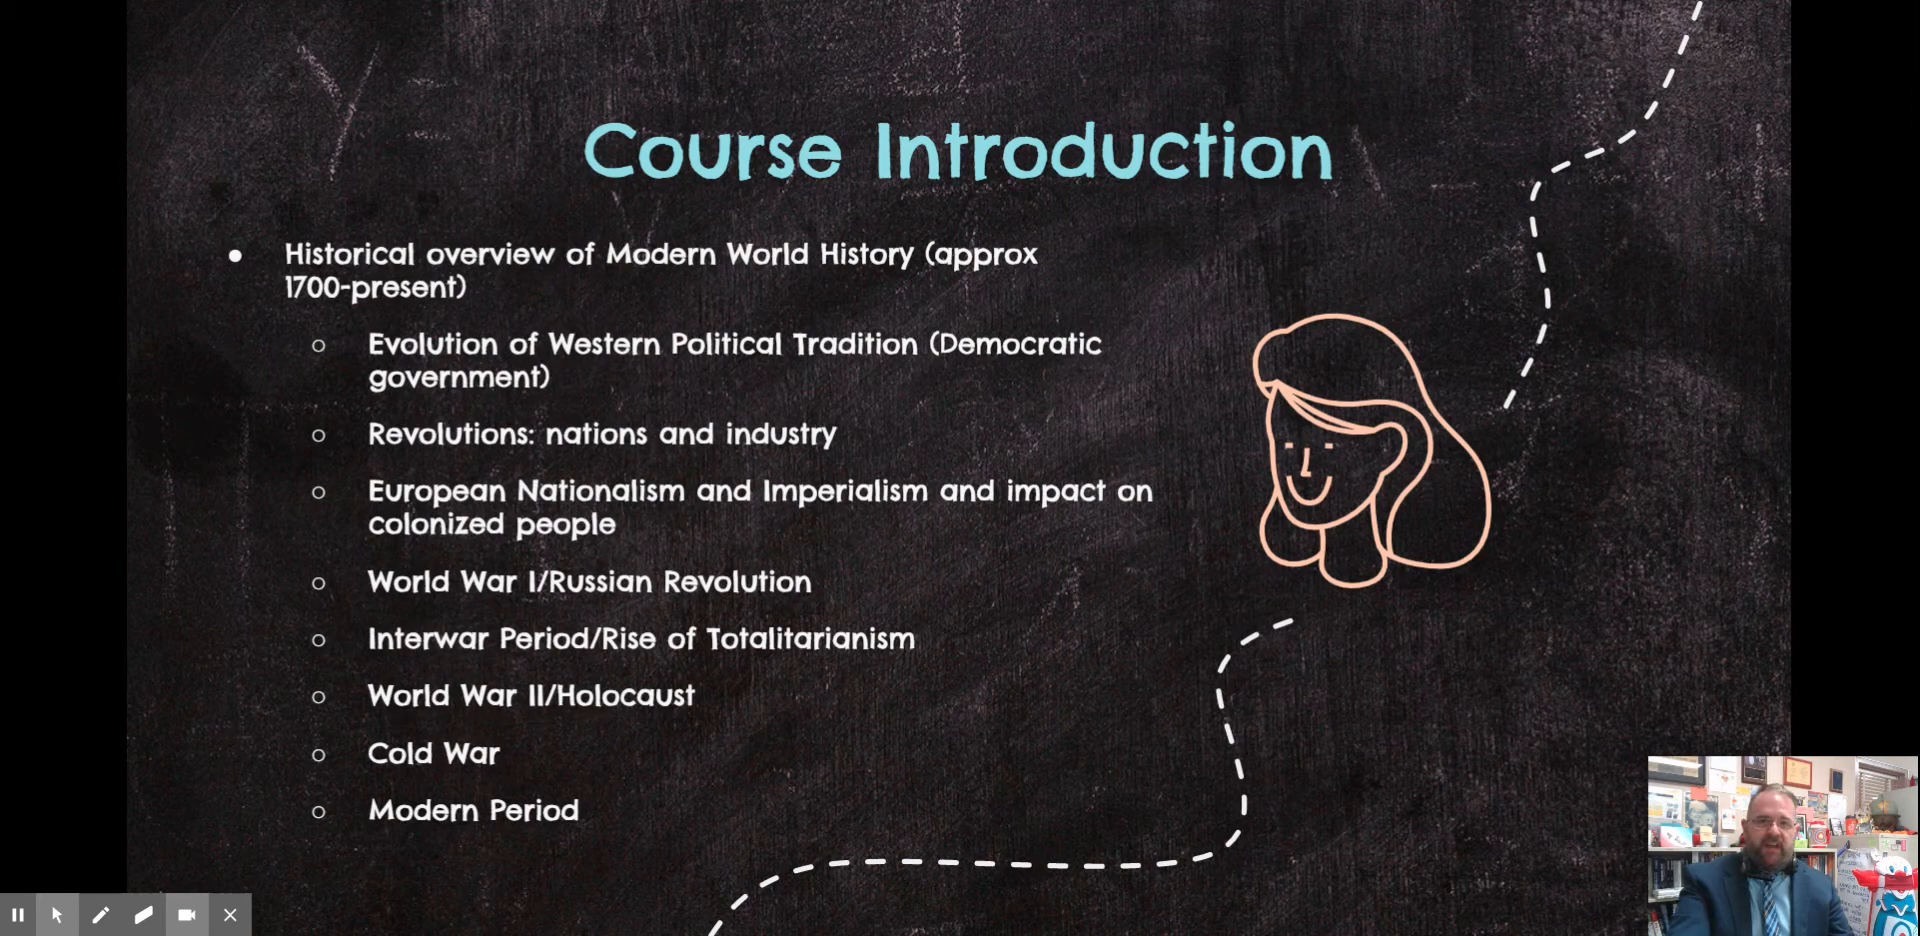 Course Introduction
● Historical overview of Modern World History (approx
1700-present)
○ Evolution of Western Political Tradition (Democratic
government)
○ Revolutions: nations and industry
○ European Nationalism and Imperialism and impact on
colonized people
○ World War I/Russian Revolution
○ Interwar Period/Rise of Totalitarianism
○ World War II/Holocaust
○ Cold War
○ Modern Period